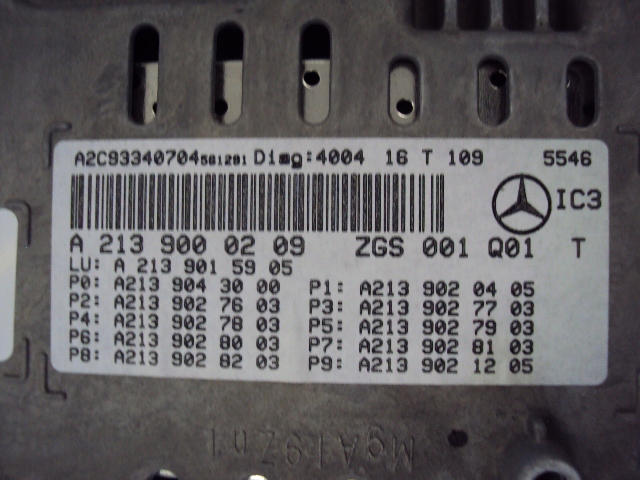 A2C93340704581281 Dimg:4004 16 T 109 5546
IC3
A 213 900 02 09 ZGS 001 Q01 T
LU: A 213 901 59 05
P0: A213 904 30 00 P1: A213 902 04 05
P2: A213 902 76 03 P3: A213 902 77 03
P4: A213 902 78 03 P5: A213 902 79 03
P6: A213 902 80 03 P7: A213 902 81 03
P8: A213 902 82 03 P9: A213 902 12 05
MgAl9Zn1